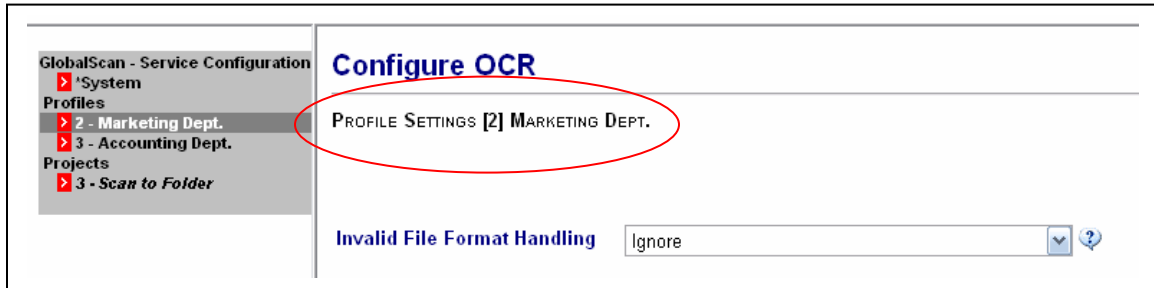 GlobalScan - Service Configuration
*System
Profiles
2 - Marketing Dept.
3 - Accounting Dept.
Projects
3 - Scan to Folder
Configure OCR
PROFILE SETTINGS [2] MARKETING DEPT.
Invalid File Format Handling Ignore